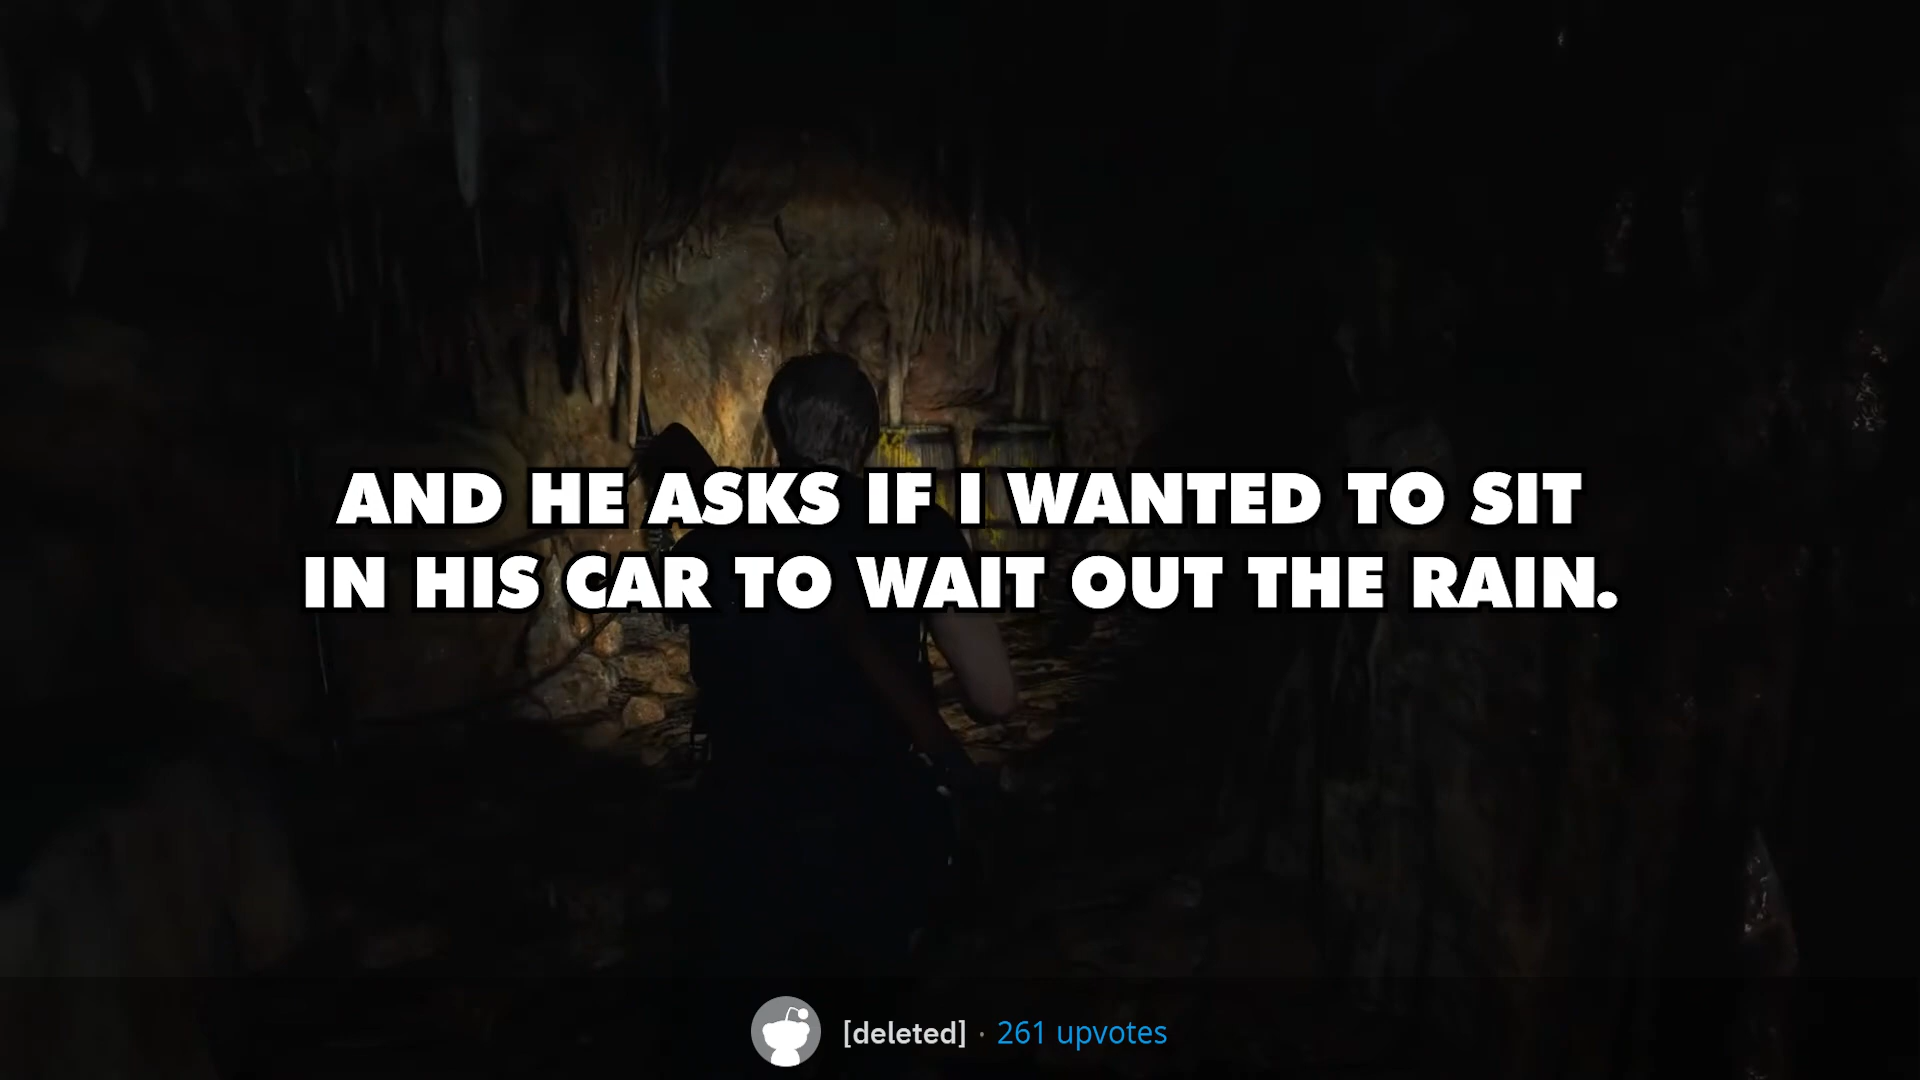 AND HE ASKS IF I WANTED TO SIT
IN HIS CAR TO WAIT OUT THE RAIN.
[deleted] · 261 upvotes